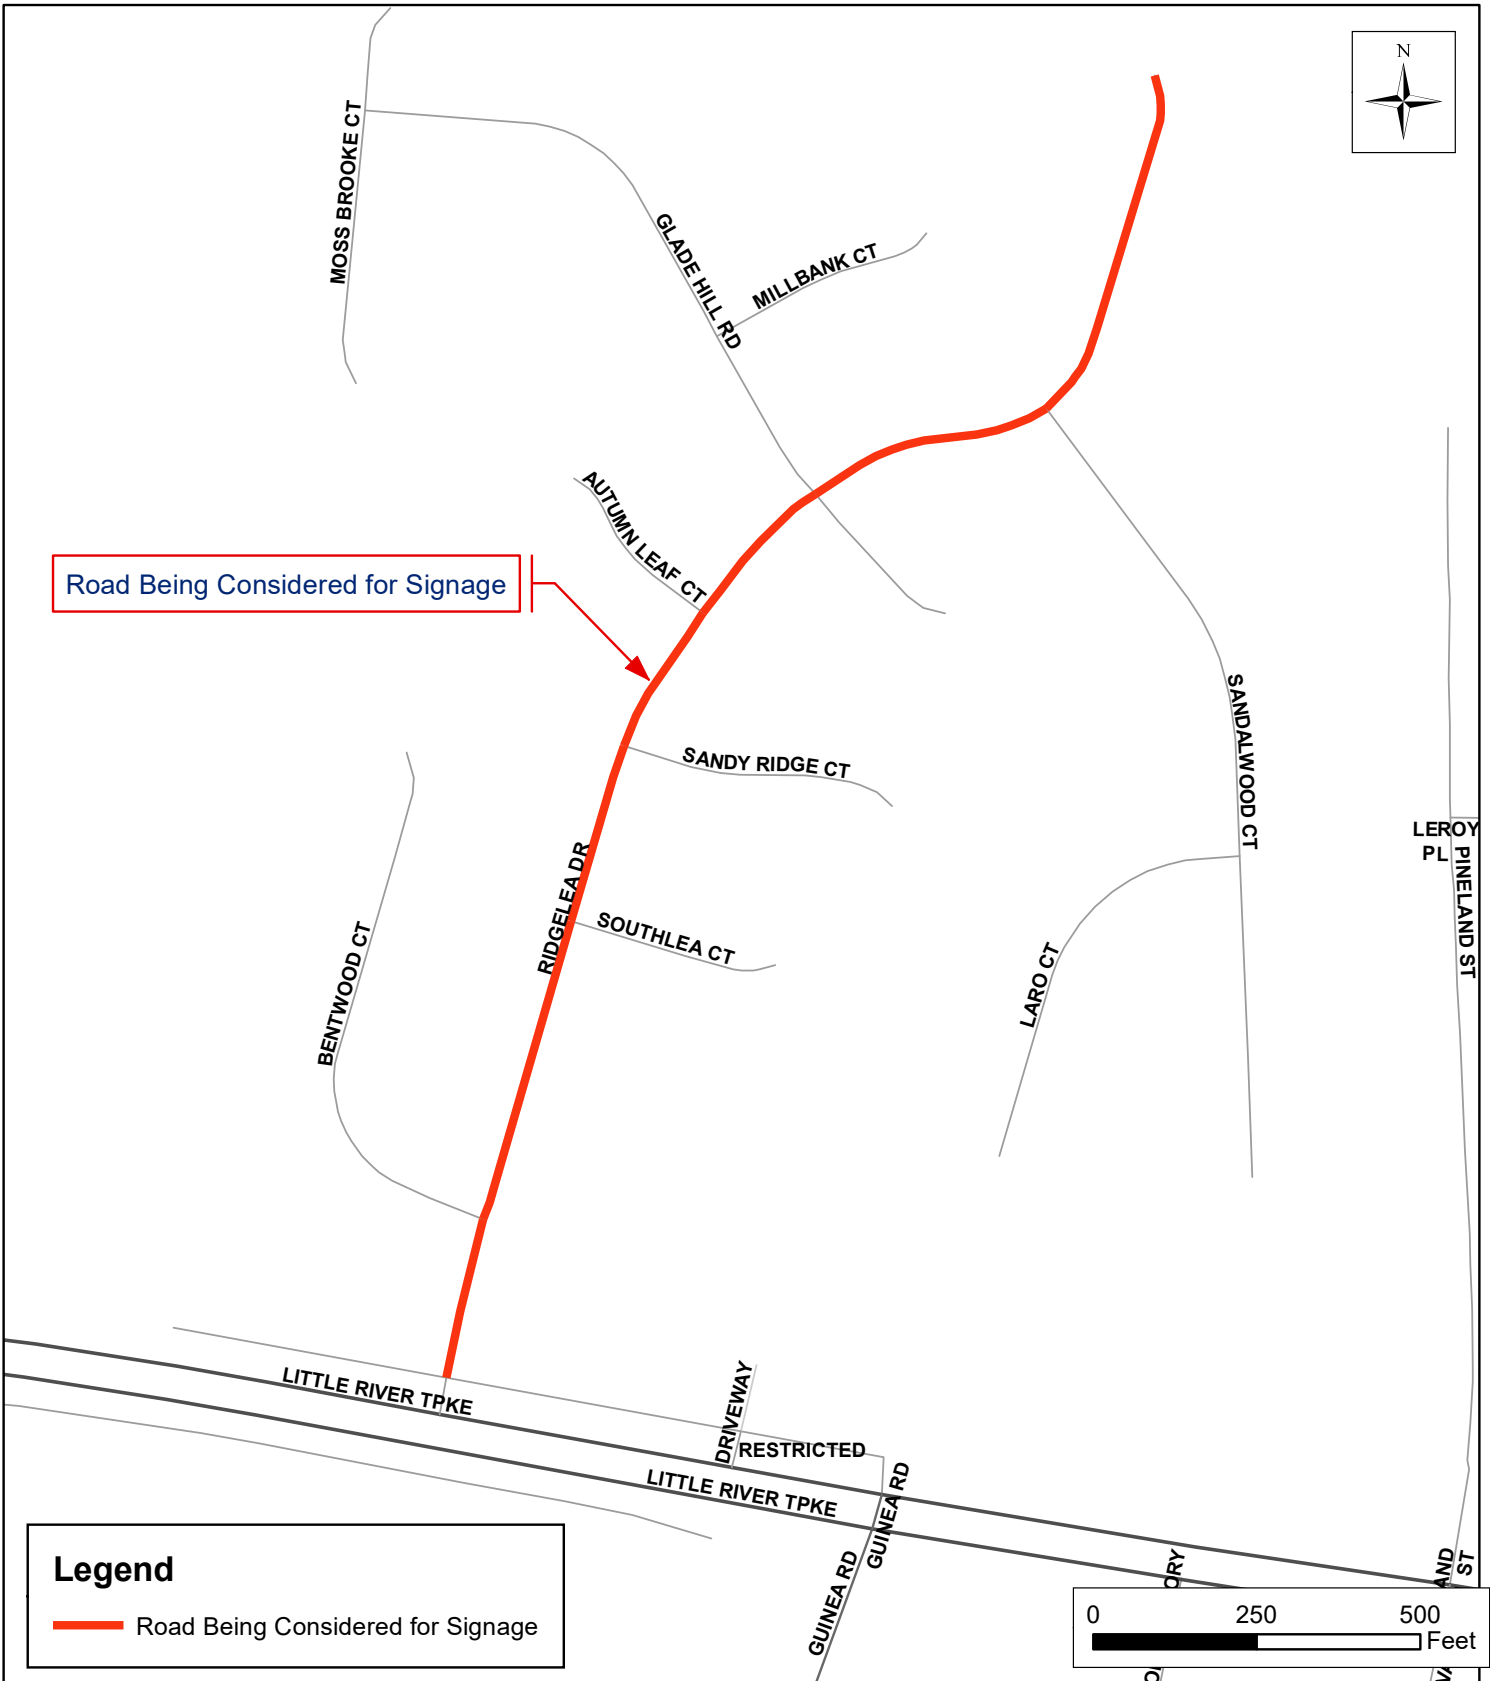 N
MOSS BROOKE CT
GLADE HILL RD
MILLBANK CT
AUTUMN LEAF CT
Road Being Considered for Signage
SANDALWOOD CT
SANDY RIDGE CT
LEROY
PL
PINELAND ST
RIDGELEA DR
SOUTHLEA CT
BENTWOOD CT
LARO CT
LITTLE RIVER TPKE
DRIVEWAY
RESTRICTED
LITTLE RIVER TPKE
GUINEA RD
GUINEA RD
ST
Legend
Road Being Considered for Signage
0 250 500
Feet